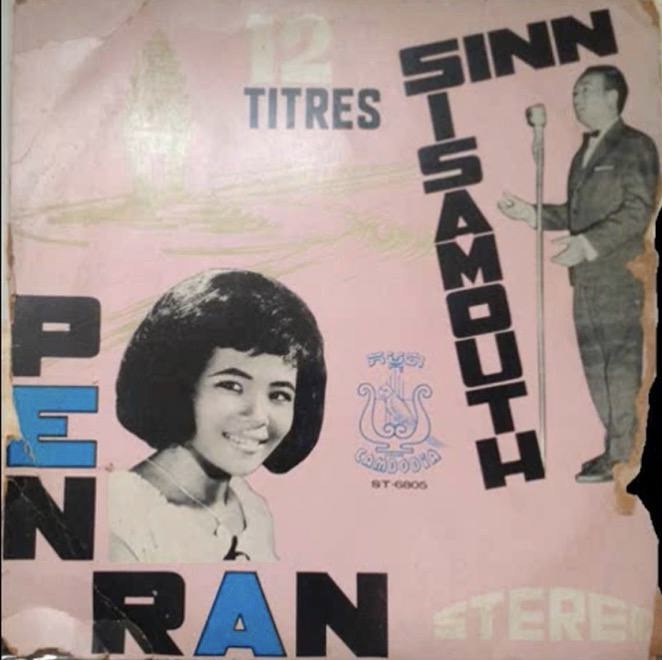 12
TITRES
SINN
SISAMOUTH
PEN
RAN
CAMBODIA
ST-6805
STEREO